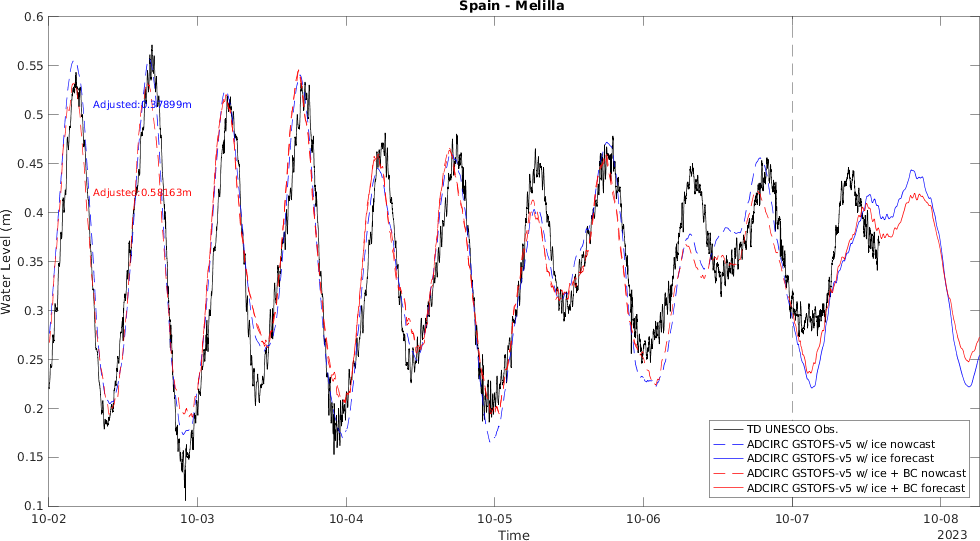 Spain - Melilla
0.6
0.55
0.5
0.45
0.4
0.35
0.3
0.25
0.2
0.15
0.1
Water Level (m)
Adjusted:0.37899m
Adjusted:0.58163m
TD UNESCO Obs.
ADCIRC GSTOFS-v5 w/ ice nowcast
ADCIRC GSTOFS-v5 w/ ice forecast
ADCIRC GSTOFS-v5 w/ ice + BC nowcast
ADCIRC GSTOFS-v5 w/ ice + BC forecast
10-02 10-03 10-04 10-05 10-06 10-07 10-08
Time
2023